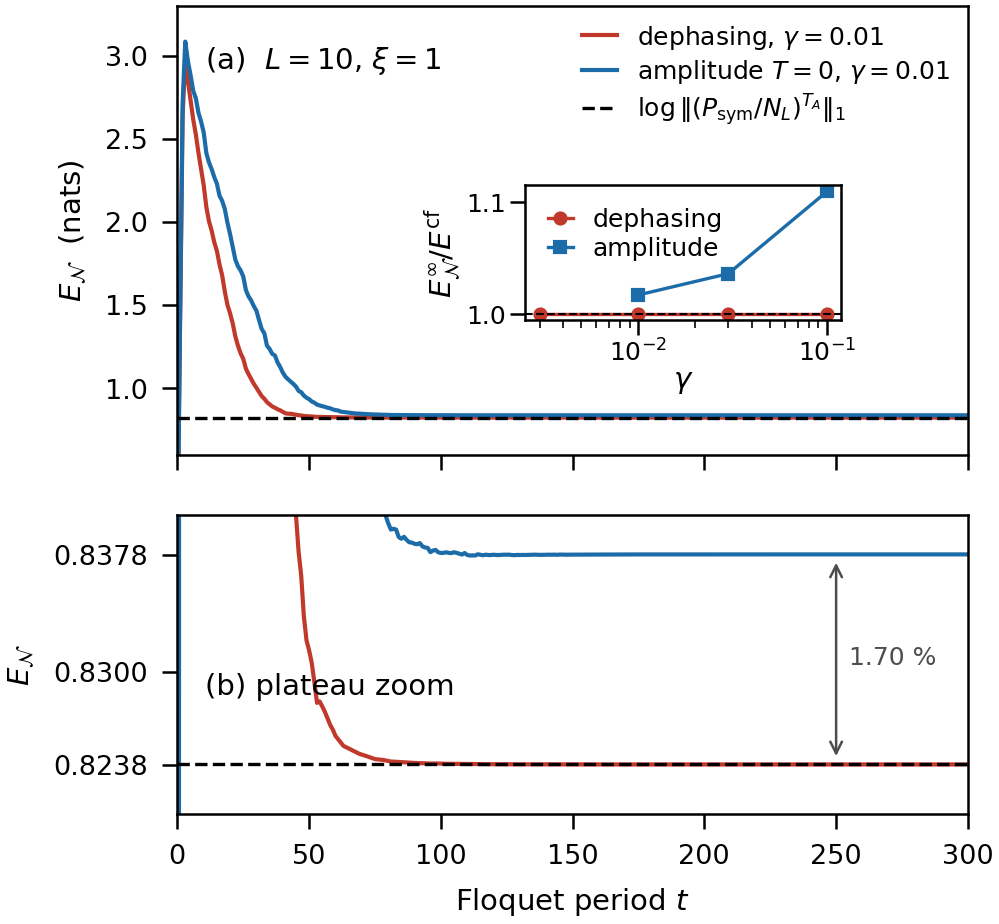 (a) L = 10, ξ = 1
dephasing, γ = 0.01
amplitude T = 0, γ = 0.01
log ‖(P_sym/N_L)^{T_A}‖_1
E_𝒩 (nats)
3.0
2.5
2.0
1.5
1.0
E_𝒩^∞/E^cf
1.1
1.0
dephasing
amplitude
10^{-2}
10^{-1}
γ
E_𝒩
0.8378
0.8300
0.8238
(b) plateau zoom
1.70 %
0
50
100
150
200
250
300
Floquet period t